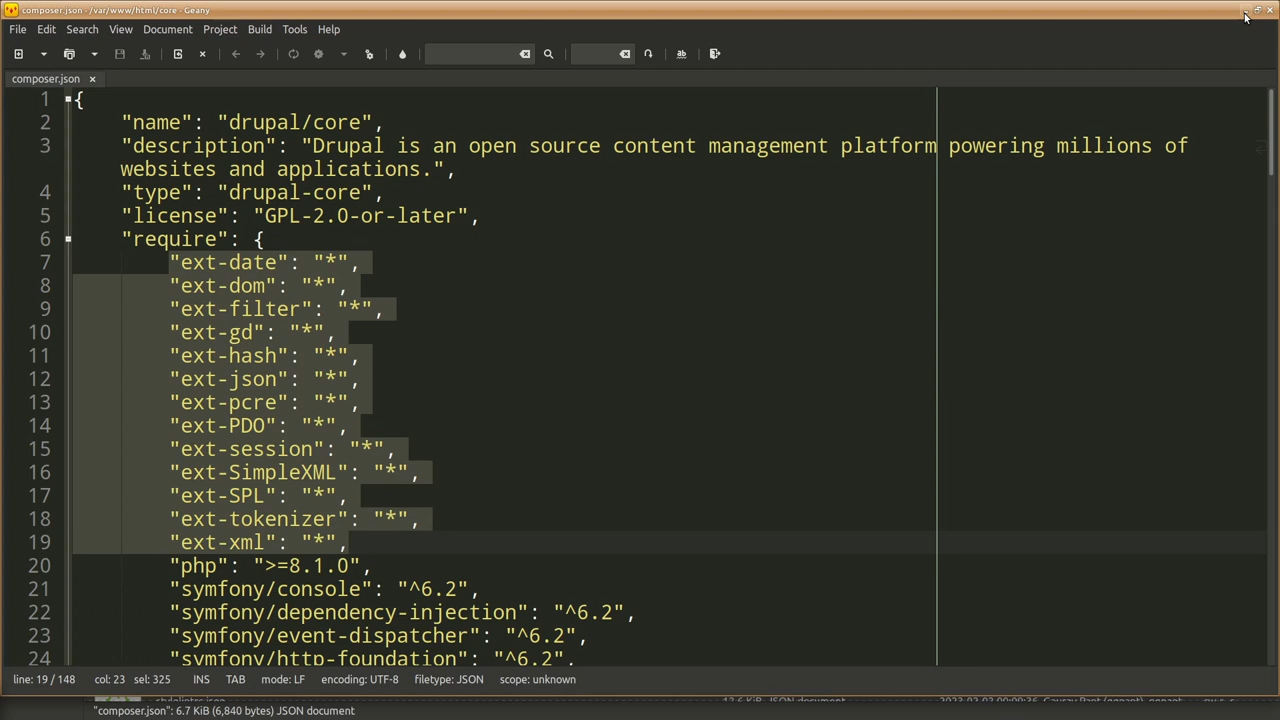 composer.json - /var/www/html/core - Geany
File Edit Search View Document Project Build Tools Help
composer.json
1 {
2 "name": "drupal/core",
3 "description": "Drupal is an open source content management platform powering millions of
websites and applications.",
4 "type": "drupal-core",
5 "license": "GPL-2.0-or-later",
6 "require": {
7 "ext-date": "*",
8 "ext-dom": "*",
9 "ext-filter": "*",
10 "ext-gd": "*",
11 "ext-hash": "*",
12 "ext-json": "*",
13 "ext-pcre": "*",
14 "ext-PDO": "*",
15 "ext-session": "*",
16 "ext-SimpleXML": "*",
17 "ext-SPL": "*",
18 "ext-tokenizer": "*",
19 "ext-xml": "*",
20 "php": ">=8.1.0",
21 "symfony/console": "^6.2",
22 "symfony/dependency-injection": "^6.2",
23 "symfony/event-dispatcher": "^6.2",
24 "symfony/http-foundation": "^6.2",
line: 19 / 148 col: 23 sel: 325 INS TAB mode: LF encoding: UTF-8 filetype: JSON scope: unknown
"composer.json": 6.7 KiB (6,840 bytes) JSON document